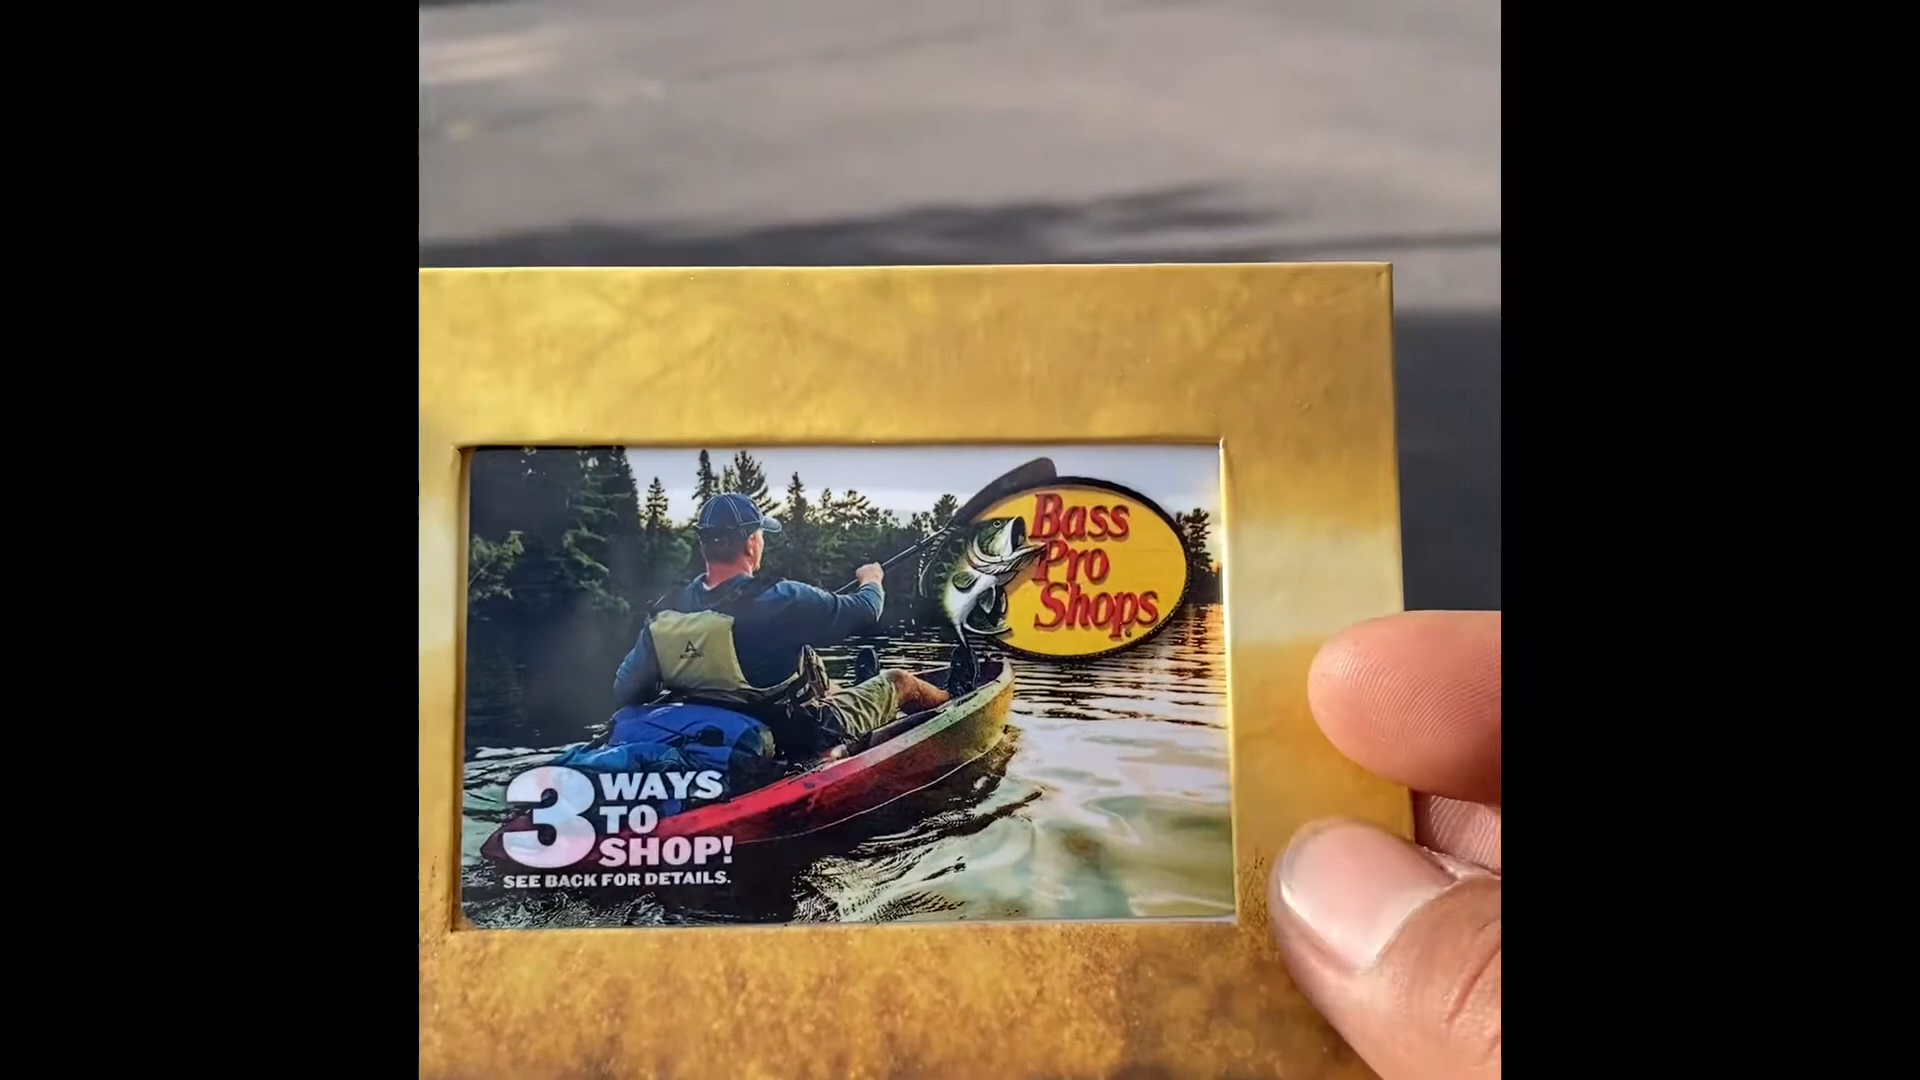 Bass
Pro
Shops
3 WAYS
TO
SHOP!
SEE BACK FOR DETAILS.